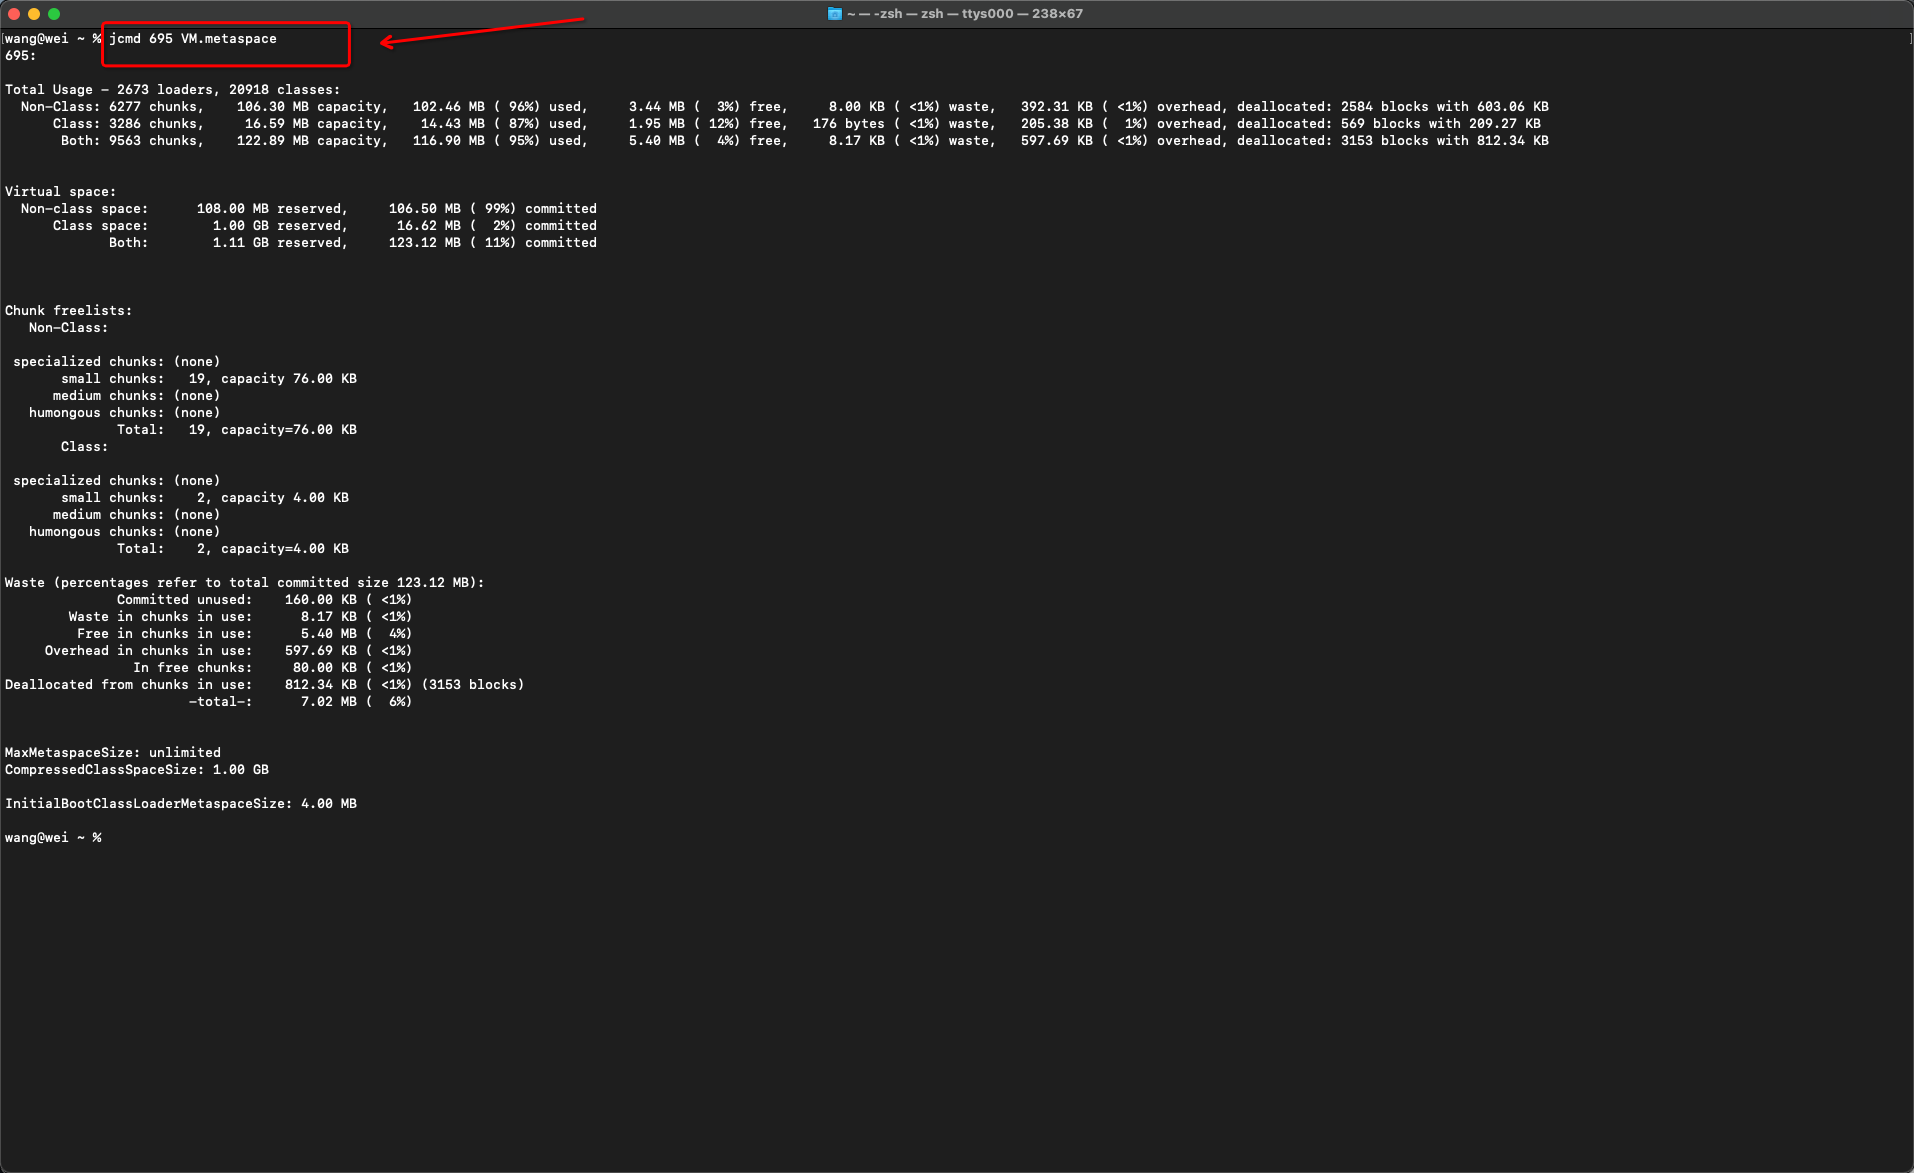 ~ — -zsh — zsh — ttys000 — 238×67
[wang@wei ~ % jcmd 695 VM.metaspace ]
695:
Total Usage - 2673 loaders, 20918 classes:
Non-Class: 6277 chunks, 106.30 MB capacity, 102.46 MB ( 96%) used, 3.44 MB ( 3%) free, 8.00 KB ( <1%) waste, 392.31 KB ( <1%) overhead, deallocated: 2584 blocks with 603.06 KB
Class: 3286 chunks, 16.59 MB capacity, 14.43 MB ( 87%) used, 1.95 MB ( 12%) free, 176 bytes ( <1%) waste, 205.38 KB ( 1%) overhead, deallocated: 569 blocks with 209.27 KB
Both: 9563 chunks, 122.89 MB capacity, 116.90 MB ( 95%) used, 5.40 MB ( 4%) free, 8.17 KB ( <1%) waste, 597.69 KB ( <1%) overhead, deallocated: 3153 blocks with 812.34 KB
Virtual space:
Non-class space: 108.00 MB reserved, 106.50 MB ( 99%) committed
Class space: 1.00 GB reserved, 16.62 MB ( 2%) committed
Both: 1.11 GB reserved, 123.12 MB ( 11%) committed
Chunk freelists:
Non-Class:
specialized chunks: (none)
small chunks: 19, capacity 76.00 KB
medium chunks: (none)
humongous chunks: (none)
Total: 19, capacity=76.00 KB
Class:
specialized chunks: (none)
small chunks: 2, capacity 4.00 KB
medium chunks: (none)
humongous chunks: (none)
Total: 2, capacity=4.00 KB
Waste (percentages refer to total committed size 123.12 MB):
Committed unused: 160.00 KB ( <1%)
Waste in chunks in use: 8.17 KB ( <1%)
Free in chunks in use: 5.40 MB ( 4%)
Overhead in chunks in use: 597.69 KB ( <1%)
In free chunks: 80.00 KB ( <1%)
Deallocated from chunks in use: 812.34 KB ( <1%) (3153 blocks)
-total-: 7.02 MB ( 6%)
MaxMetaspaceSize: unlimited
CompressedClassSpaceSize: 1.00 GB
InitialBootClassLoaderMetaspaceSize: 4.00 MB
wang@wei ~ %